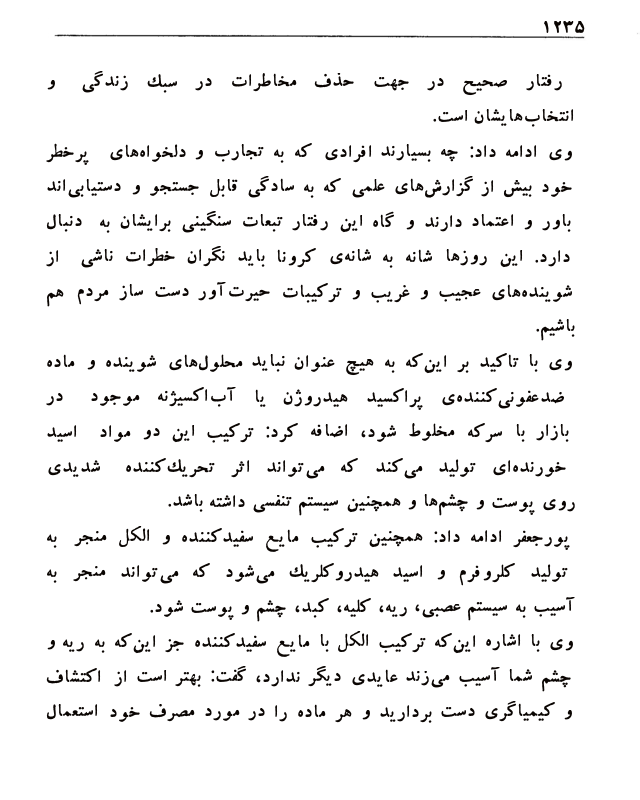 ۱۲۳۵
رفتار صحیح در جهت حذف مخاطرات در سبك زندگی و
انتخاب‌هایشان است.
وی ادامه داد: چه بسیارند افرادی که به تجارب و دلخواه‌های پرخطر
خود بیش از گزارش‌های علمی که به سادگی قابل جستجو و دستیابی‌اند
باور و اعتماد دارند و گاه این رفتار تبعات سنگینی برایشان به دنبال
دارد. این روزها شانه به شانه‌ی کرونا باید نگران خطرات ناشی از
شوینده‌های عجیب و غریب و ترکیبات حیرت‌آور دست ساز مردم هم
باشیم.
وی با تاکید بر این‌که به هیچ عنوان نباید محلول‌های شوینده و ماده
ضدعفونی‌کننده‌ی پراکسید هیدروژن یا آب‌اکسیژنه موجود در
بازار با سرکه مخلوط شود، اضافه کرد: ترکیب این دو مواد اسید
خورنده‌ای تولید می‌کند که می‌تواند اثر تحریك‌کننده شدیدی
روی پوست و چشم‌ها و همچنین سیستم تنفسی داشته باشد.
پورجعفر ادامه داد: همچنین ترکیب مایع سفیدکننده و الکل منجر به
تولید کلروفرم و اسید هیدروکلریك می‌شود که می‌تواند منجر به
آسیب به سیستم عصبی، ریه، کلیه، کبد، چشم و پوست شود.
وی با اشاره این‌که ترکیب الکل با مایع سفیدکننده جز این‌که به ریه و
چشم شما آسیب می‌زند عایدی دیگر ندارد، گفت: بهتر است از اکتشاف
و کیمیاگری دست بردارید و هر ماده را در مورد مصرف خود استعمال